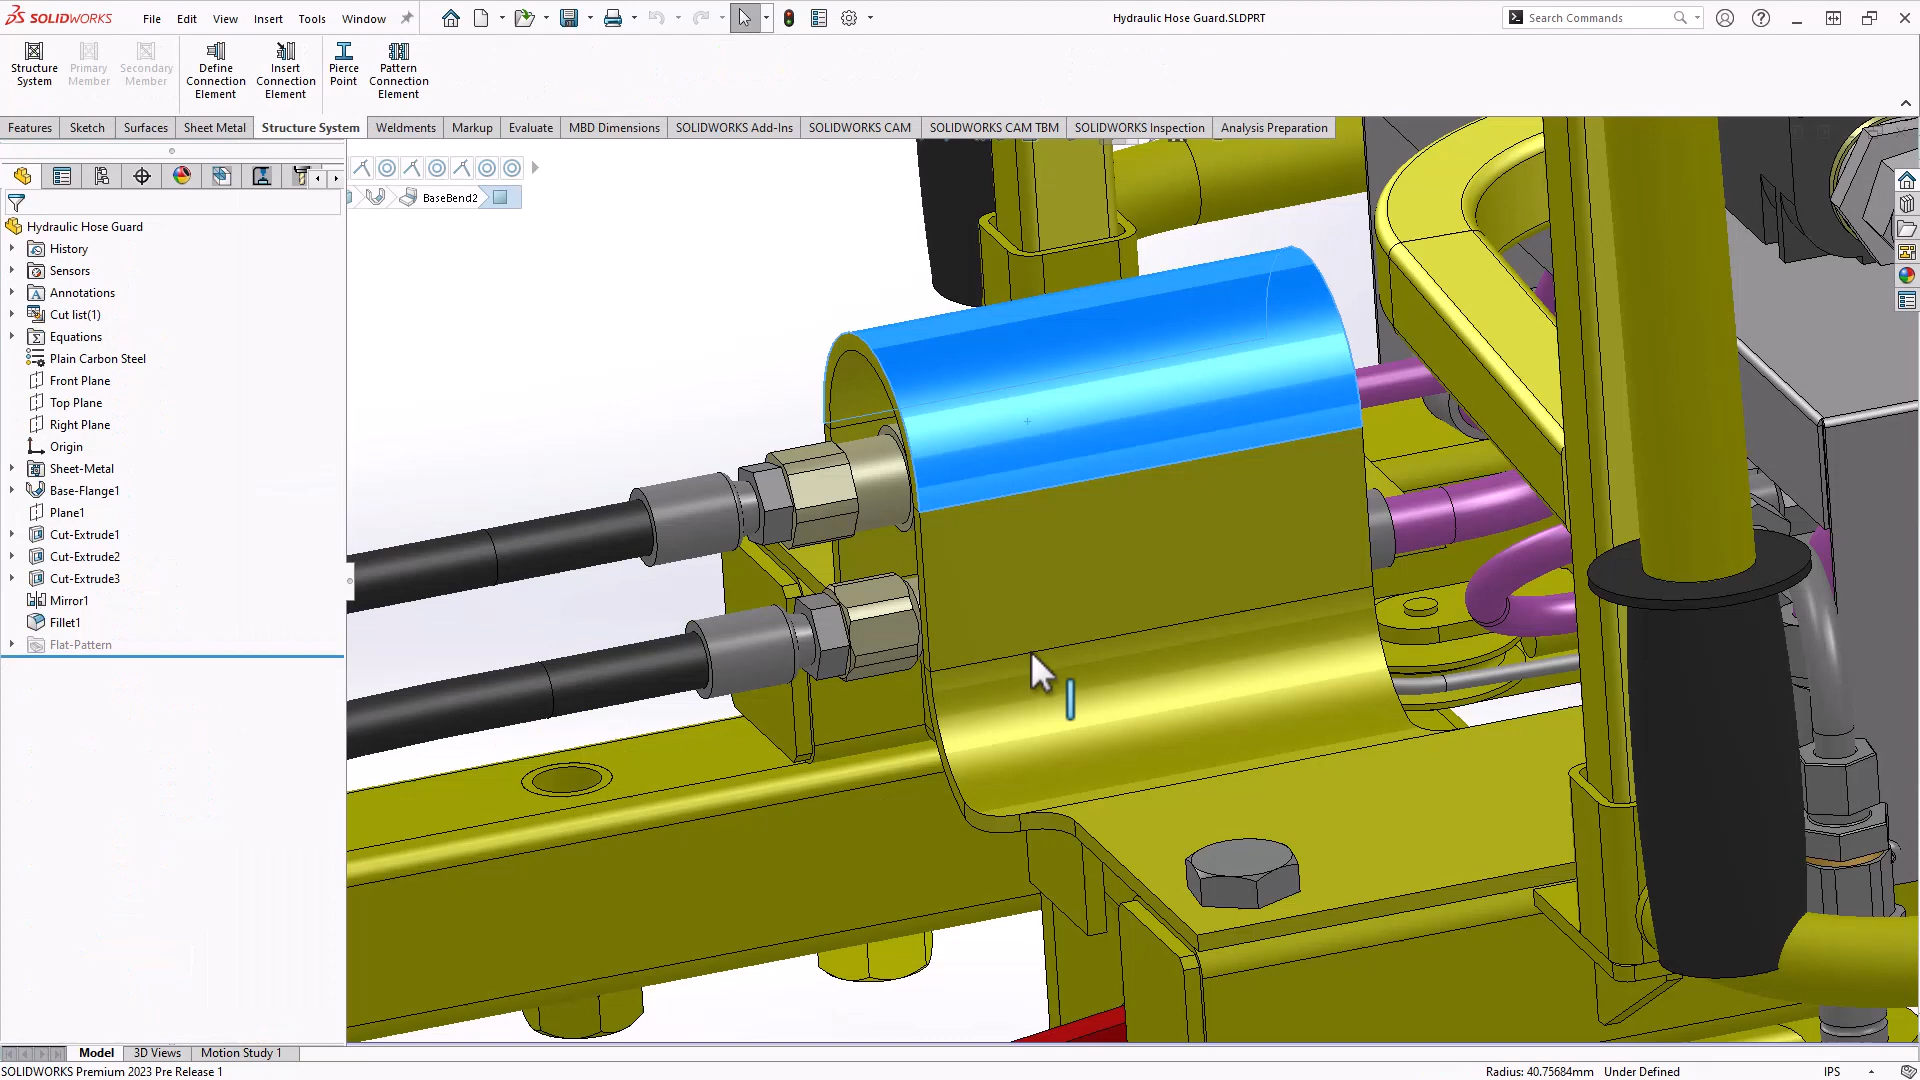 SOLIDWORKS
File Edit View Insert Tools Window
Hydraulic Hose Guard.SLDPRT
Search Commands
Structure System
Primary Member
Secondary Member
Define Connection Element
Insert Connection Element
Pierce Point
Pattern Connection Element
Features Sketch Surfaces Sheet Metal Structure System Weldments Markup Evaluate MBD Dimensions SOLIDWORKS Add-Ins SOLIDWORKS CAM SOLIDWORKS CAM TBM SOLIDWORKS Inspection Analysis Preparation
BaseBend2
Hydraulic Hose Guard
History
Sensors
Annotations
Cut list(1)
Equations
Plain Carbon Steel
Front Plane
Top Plane
Right Plane
Origin
Sheet-Metal
Base-Flange1
Plane1
Cut-Extrude1
Cut-Extrude2
Cut-Extrude3
Mirror1
Fillet1
Flat-Pattern
Model 3D Views Motion Study 1
SOLIDWORKS Premium 2023 Pre Release 1
Radius: 40.75684mm Under Defined IPS